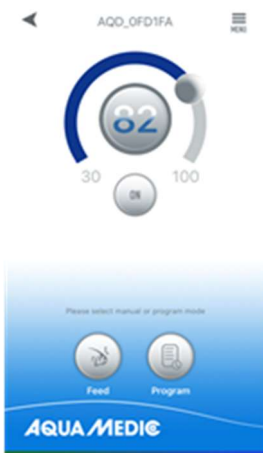 AQO_0FD1FA
MENU
82
30
100
ON
Please select manual or program mode
Feed
Program
AQUA MEDIC